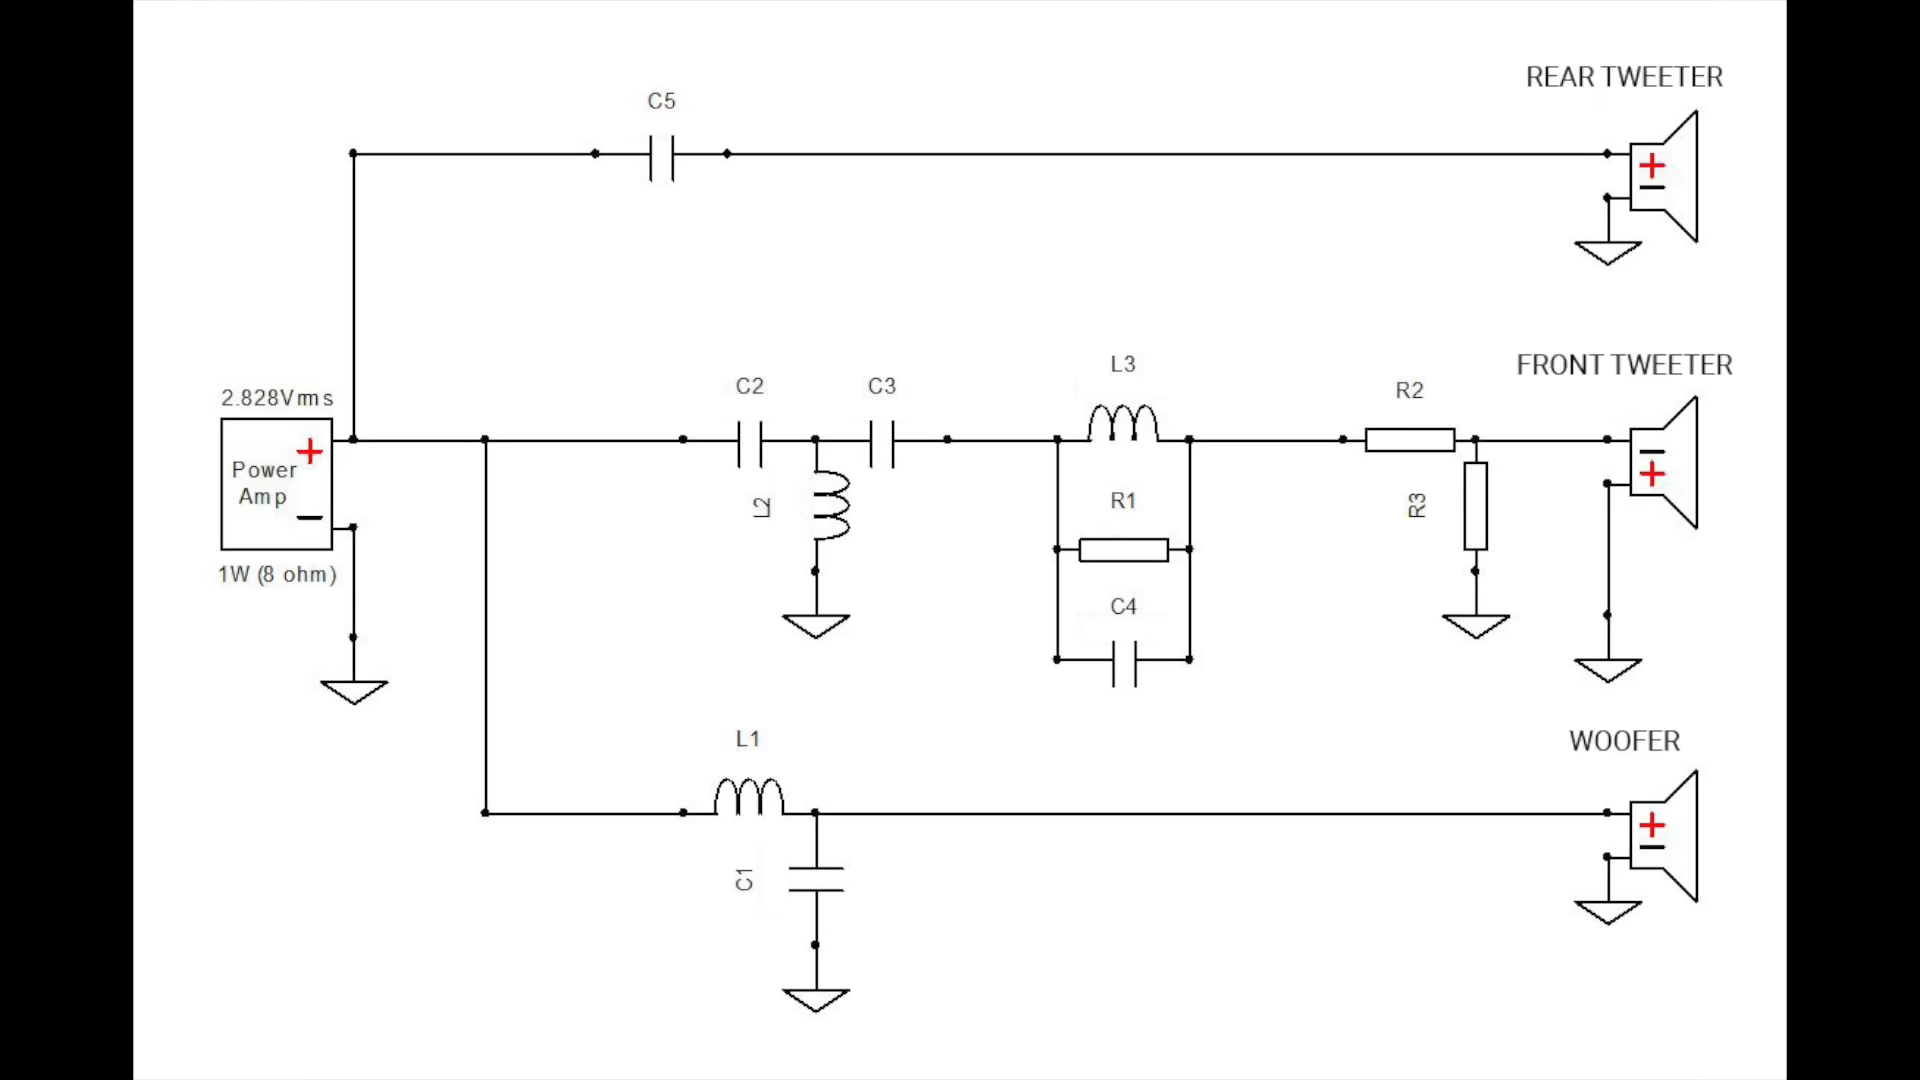 REAR TWEETER
C5
+
−
FRONT TWEETER
L3
C2
C3
R2
2.828Vrms
+
Power
Amp
−
−
+
L2
R1
R3
1W (8 ohm)
C4
L1
WOOFER
+
−
C1